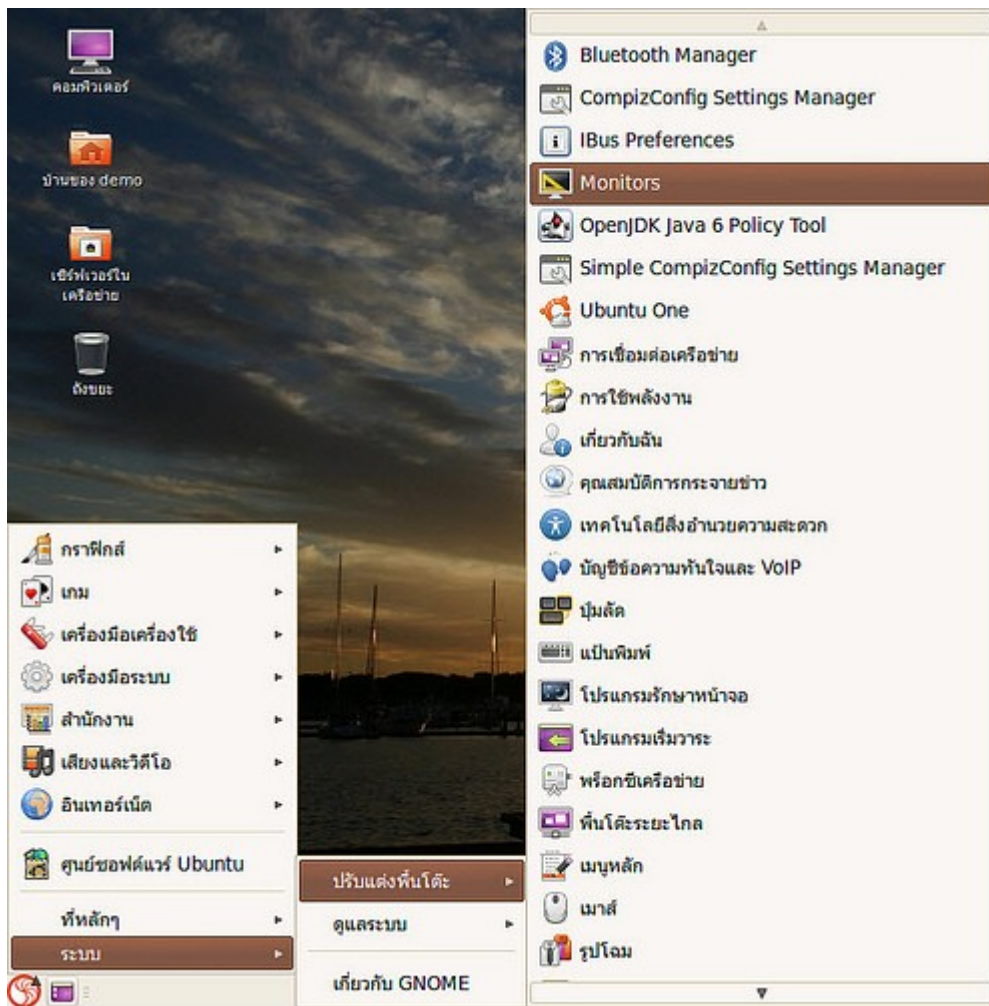 คอมพิวเตอร์
บ้านของ demo
เซิร์ฟเวอร์ใน
เครือข่าย
ถังขยะ
กราฟิกส์
เกม
เครื่องมือเครื่องใช้
เครื่องมือระบบ
สำนักงาน
เสียงและวิดีโอ
อินเทอร์เน็ต
ศูนย์ซอฟต์แวร์ Ubuntu
ที่หลักๆ
ระบบ
ปรับแต่งพื้นโต๊ะ
ดูแลระบบ
เกี่ยวกับ GNOME
Bluetooth Manager
CompizConfig Settings Manager
IBus Preferences
Monitors
OpenJDK Java 6 Policy Tool
Simple CompizConfig Settings Manager
Ubuntu One
การเชื่อมต่อเครือข่าย
การใช้พลังงาน
เกี่ยวกับฉัน
คุณสมบัติการกระจายข่าว
เทคโนโลยีสิ่งอำนวยความสะดวก
บัญชีข้อความทันใจและ VoIP
ปุ่มลัด
แป้นพิมพ์
โปรแกรมรักษาหน้าจอ
โปรแกรมเริ่มวาระ
พร็อกซีเครือข่าย
พื้นโต๊ะระยะไกล
เมนูหลัก
เมาส์
รูปโฉม